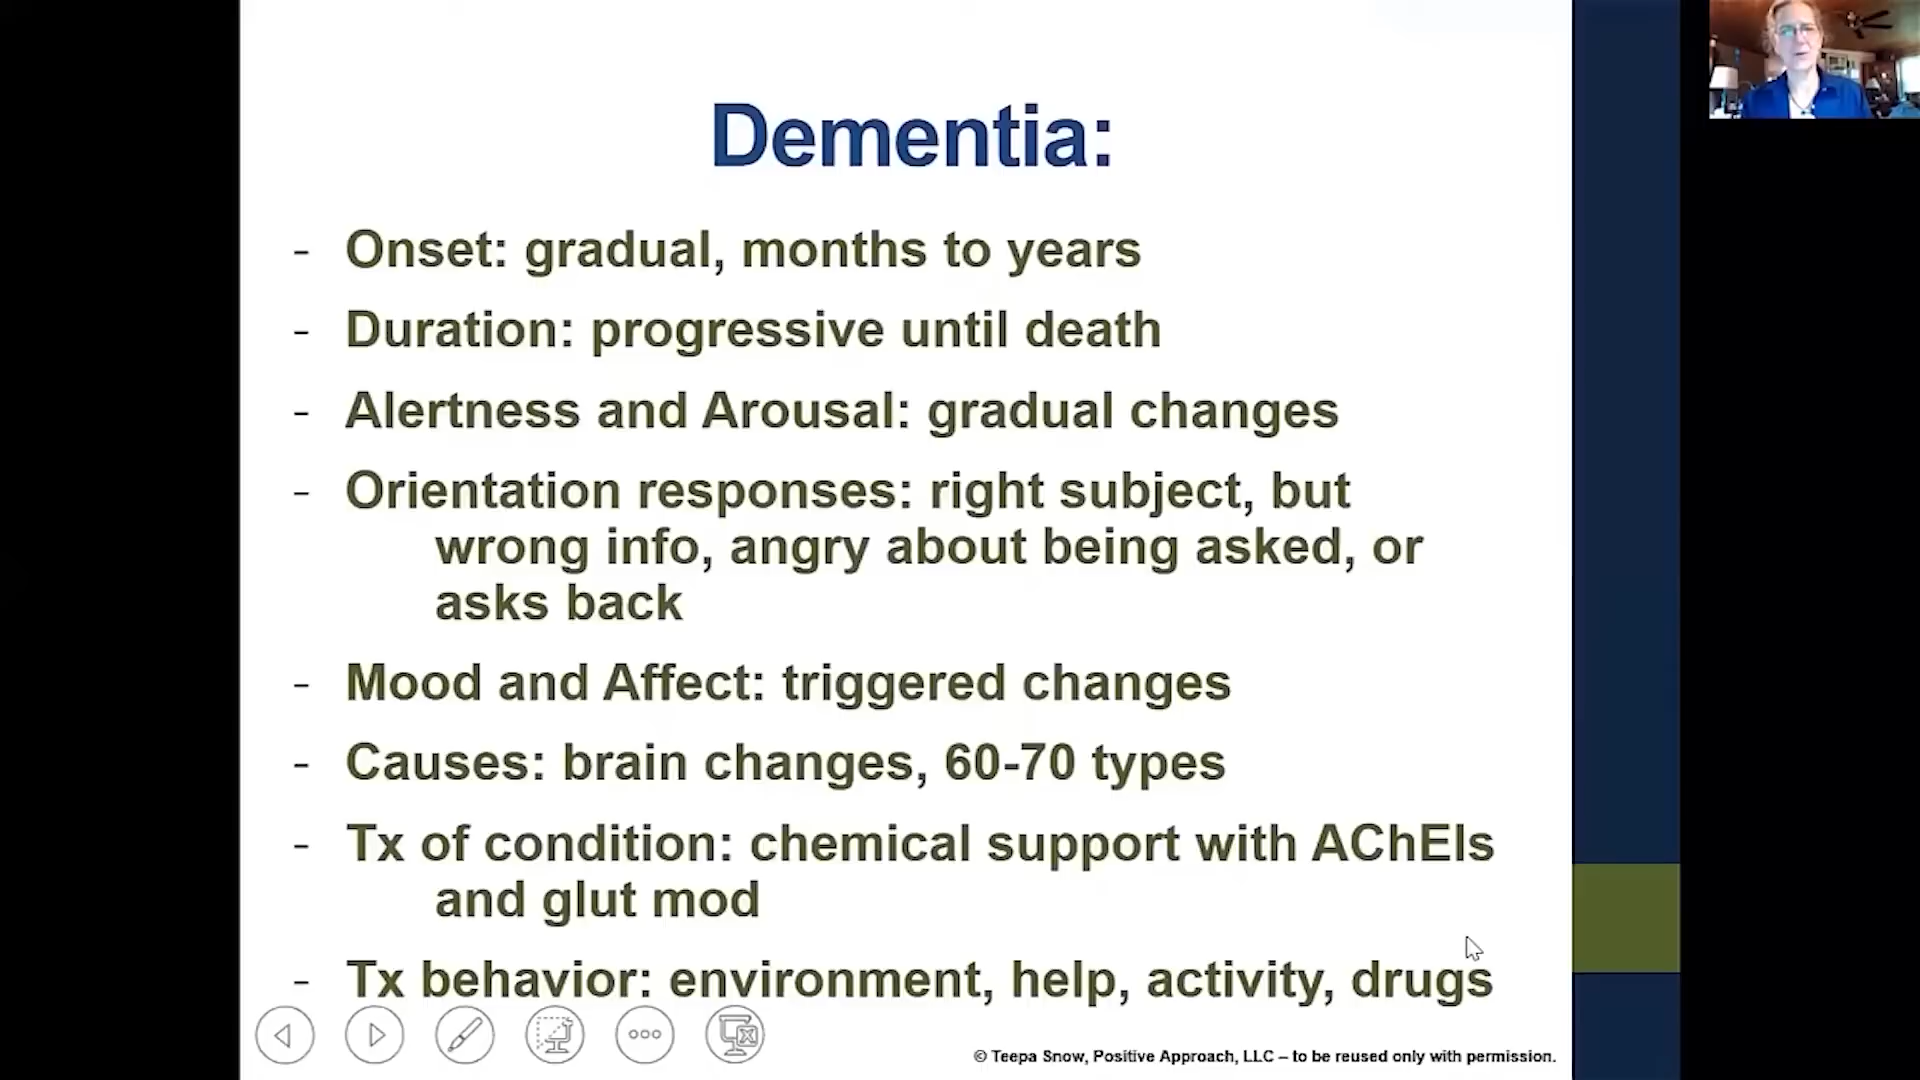 Dementia:
- Onset: gradual, months to years
- Duration: progressive until death
- Alertness and Arousal: gradual changes
- Orientation responses: right subject, but
wrong info, angry about being asked, or
asks back
- Mood and Affect: triggered changes
- Causes: brain changes, 60-70 types
- Tx of condition: chemical support with AChEIs
and glut mod
- Tx behavior: environment, help, activity, drugs
© Teepa Snow, Positive Approach, LLC – to be reused only with permission.